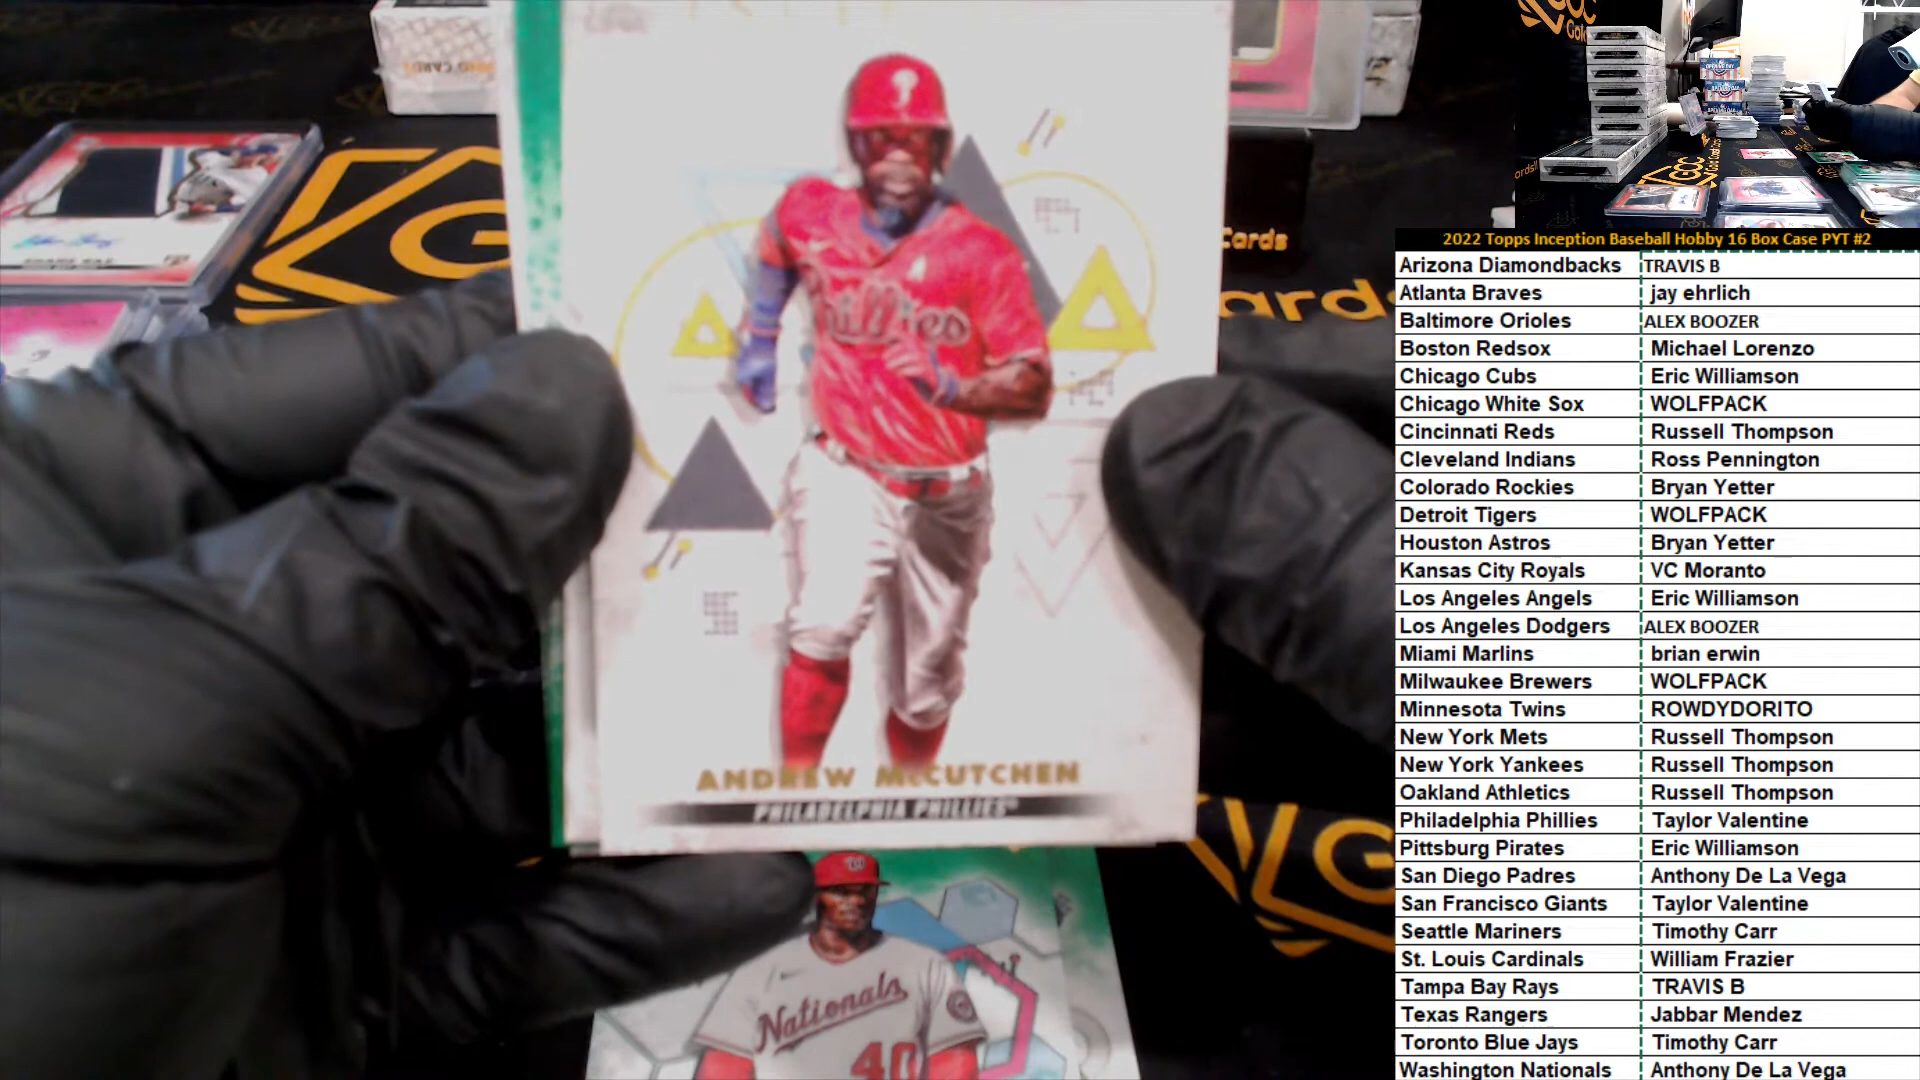 ANDREW McCUTCHEN
PHILADELPHIA PHILLIES
Phillies
Nationals
40
GCC
Cards
2022 Topps Inception Baseball Hobby 16 Box Case PYT #2
Arizona Diamondbacks TRAVIS B
Atlanta Braves jay ehrlich
Baltimore Orioles ALEX BOOZER
Boston Redsox Michael Lorenzo
Chicago Cubs Eric Williamson
Chicago White Sox WOLFPACK
Cincinnati Reds Russell Thompson
Cleveland Indians Ross Pennington
Colorado Rockies Bryan Yetter
Detroit Tigers WOLFPACK
Houston Astros Bryan Yetter
Kansas City Royals VC Moranto
Los Angeles Angels Eric Williamson
Los Angeles Dodgers ALEX BOOZER
Miami Marlins brian erwin
Milwaukee Brewers WOLFPACK
Minnesota Twins ROWDYDORITO
New York Mets Russell Thompson
New York Yankees Russell Thompson
Oakland Athletics Russell Thompson
Philadelphia Phillies Taylor Valentine
Pittsburg Pirates Eric Williamson
San Diego Padres Anthony De La Vega
San Francisco Giants Taylor Valentine
Seattle Mariners Timothy Carr
St. Louis Cardinals William Frazier
Tampa Bay Rays TRAVIS B
Texas Rangers Jabbar Mendez
Toronto Blue Jays Timothy Carr
Washington Nationals Anthony De La Vega